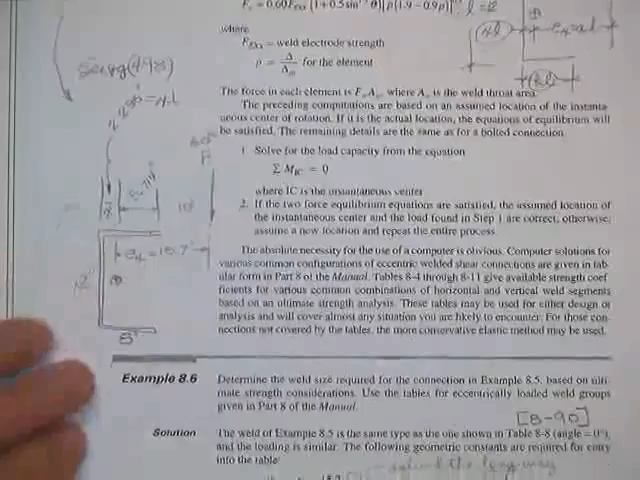 where
= weld electrode strength
for the element
The force in each element is where is the weld throat area.
The preceding computations are based on an assumed location of the instanta-
neous center of rotation. If it is the actual location, the equations of equilibrium will
be satisfied. The remaining details are the same as for a bolted connection.
1. Solve for the load capacity from the equation
Σ M_IC = 0
where IC is the instantaneous center
2. If the two force equilibrium equations are satisfied, the assumed location of
the instantaneous center and the load found in Step 1 are correct; otherwise,
assume a new location and repeat the entire process.
The absolute necessity for the use of a computer is obvious. Computer solutions for
various common configurations of eccentric welded shear connections are given in tab-
ular form in Part 8 of the Manual. Tables 8-4 through 8-11 give available strength coef-
ficients for various common combinations of horizontal and vertical weld segments
based on an ultimate strength analysis. These tables may be used for either design or
analysis and will cover almost any situation you are likely to encounter. For those con-
nections not covered by the tables, the more conservative elastic method may be used.
8"
Example 8.6
Determine the weld size required for the connection in Example 8.5, based on ulti-
mate strength considerations. Use the tables for eccentrically loaded weld groups
given in Part 8 of the Manual.
[8-90]
Solution
The weld of Example 8.5 is the same type as the one shown in Table 8-8 (angle = 0°),
and the loading is similar. The following geometric constants are required for entry
into the table: